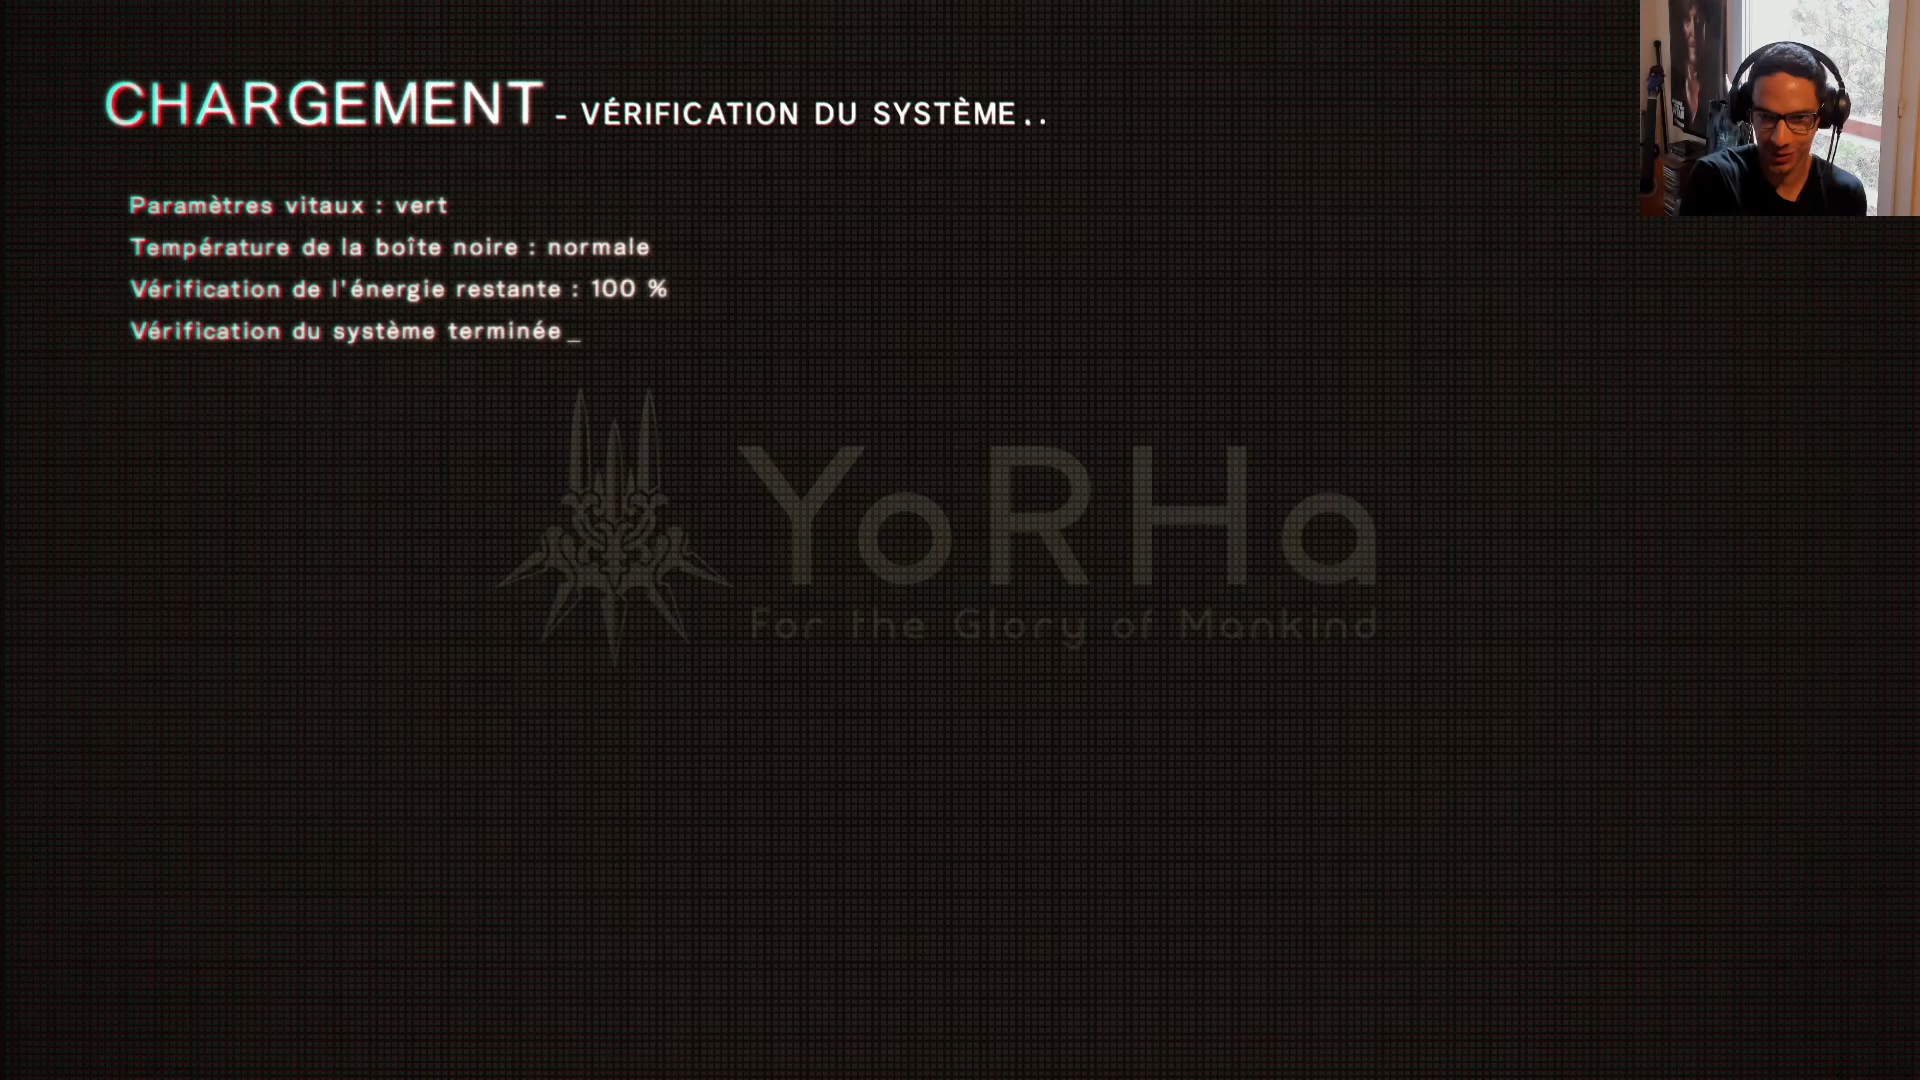 CHARGEMENT - VÉRIFICATION DU SYSTÈME..
Paramètres vitaux : vert
Température de la boîte noire : normale
Vérification de l'énergie restante : 100 %
Vérification du système terminée_
YoRHa
For the Glory of Mankind